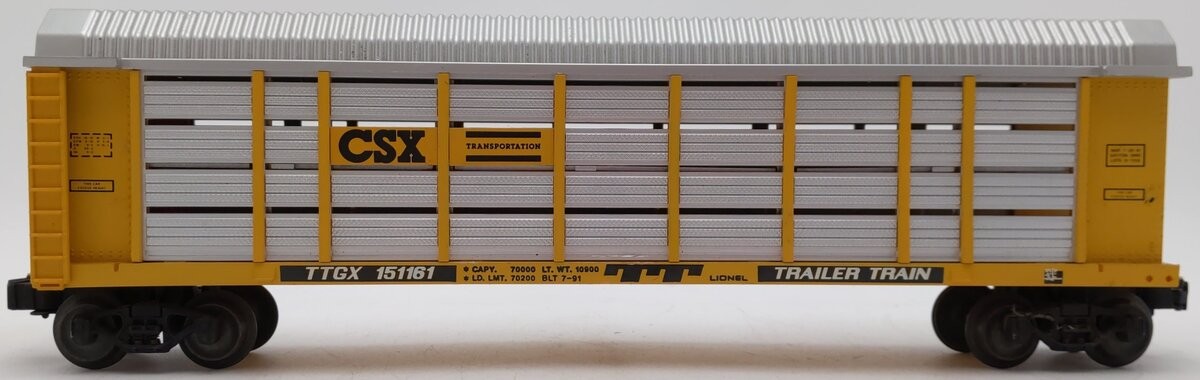 CSX
TRANSPORTATION
TTGX 151161
• CAPY. 70000 LT. WT. 10900
• LD. LMT. 70200 BLT 7-91
TT
LIONEL
TRAILER TRAIN